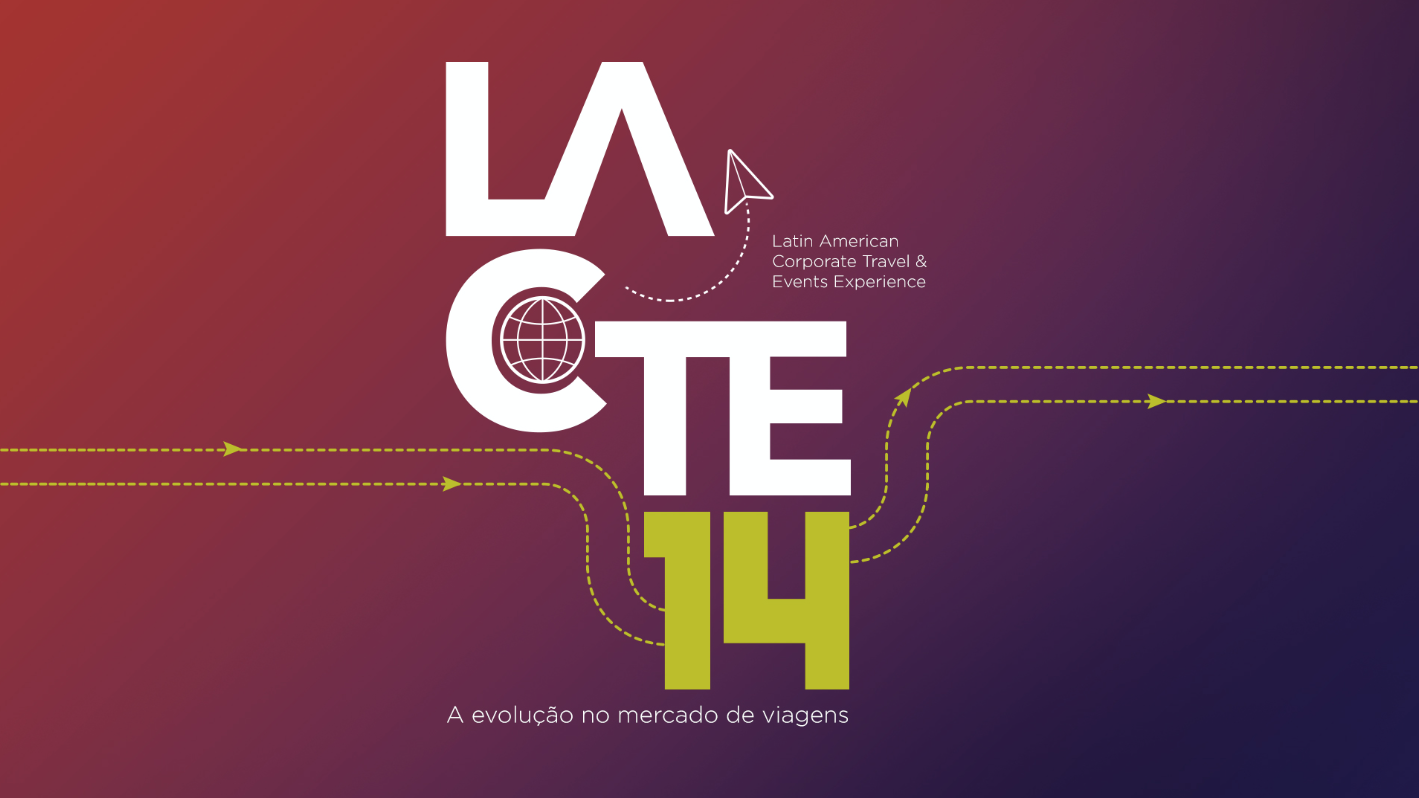 LA
Latin American
Corporate Travel &
Events Experience
CTE
14
A evolução no mercado de viagens